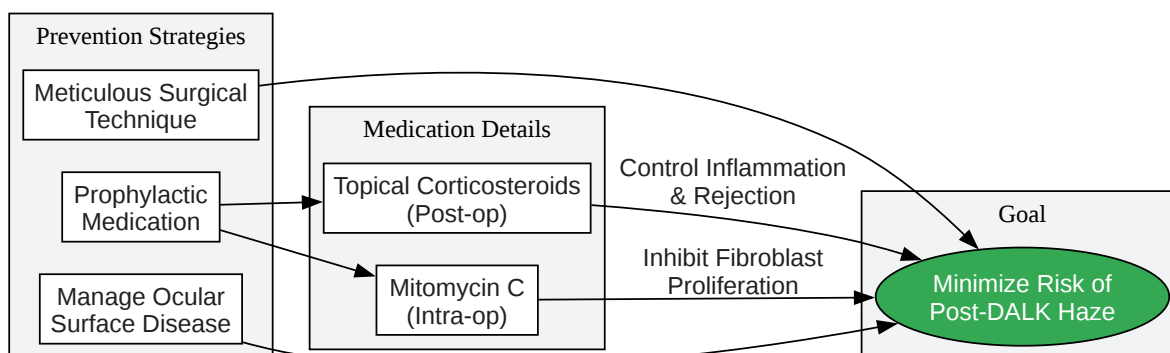 Prevention Strategies
Meticulous Surgical
Technique
Prophylactic
Medication
Manage Ocular
Surface Disease
Medication Details
Topical Corticosteroids
(Post-op)
Mitomycin C
(Intra-op)
Control Inflammation
& Rejection
Inhibit Fibroblast
Proliferation
Goal
Minimize Risk of
Post-DALK Haze